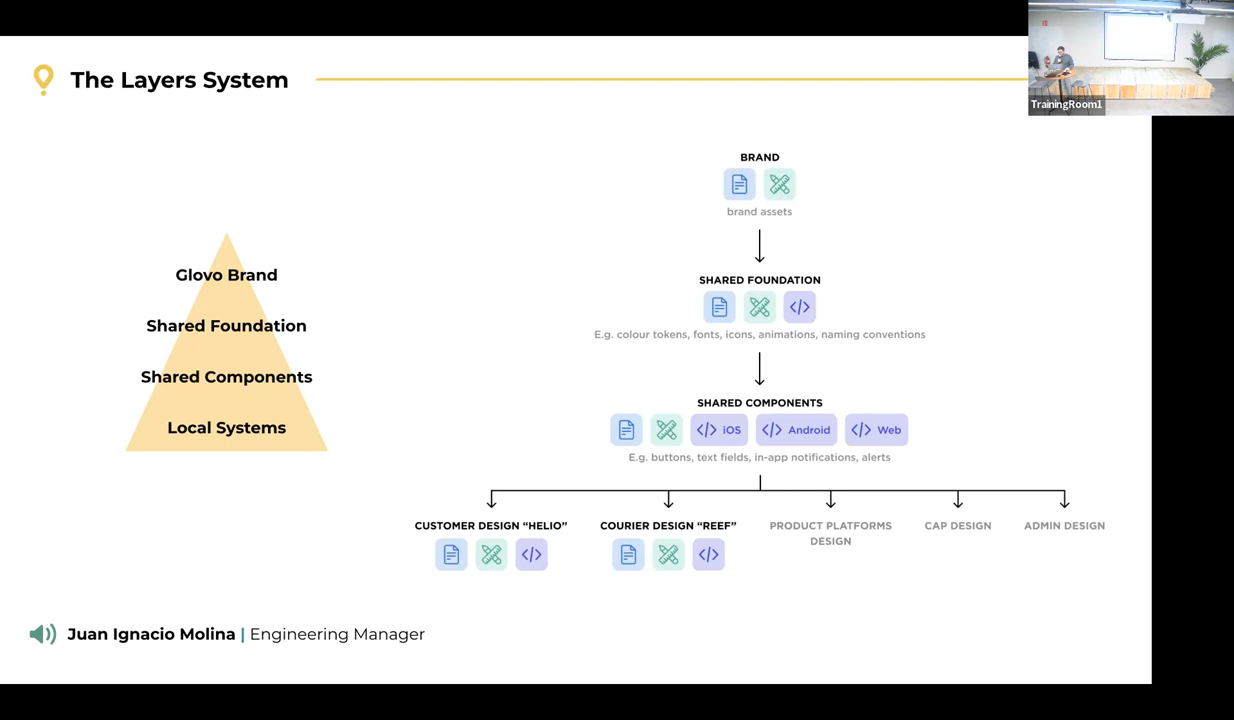 The Layers System
TrainingRoom1
Glovo Brand
Shared Foundation
Shared Components
Local Systems
BRAND
brand assets
SHARED FOUNDATION
E.g. colour tokens, fonts, icons, animations, naming conventions
SHARED COMPONENTS
</> iOS
</> Android
</> Web
E.g. buttons, text fields, in-app notifications, alerts
CUSTOMER DESIGN “HELIO”
COURIER DESIGN “REEF”
PRODUCT PLATFORMS
DESIGN
CAP DESIGN
ADMIN DESIGN
Juan Ignacio Molina | Engineering Manager